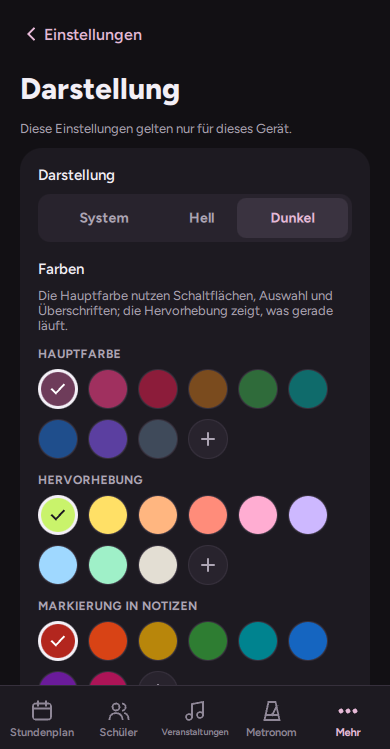 Einstellungen
Darstellung
Diese Einstellungen gelten nur für dieses Gerät.
Darstellung
System Hell Dunkel
Farben
Die Hauptfarbe nutzen Schaltflächen, Auswahl und
Überschriften; die Hervorhebung zeigt, was gerade
läuft.
HAUPTFARBE
HERVORHEBUNG
MARKIERUNG IN NOTIZEN
Stundenplan Schüler Veranstaltungen Metronom Mehr